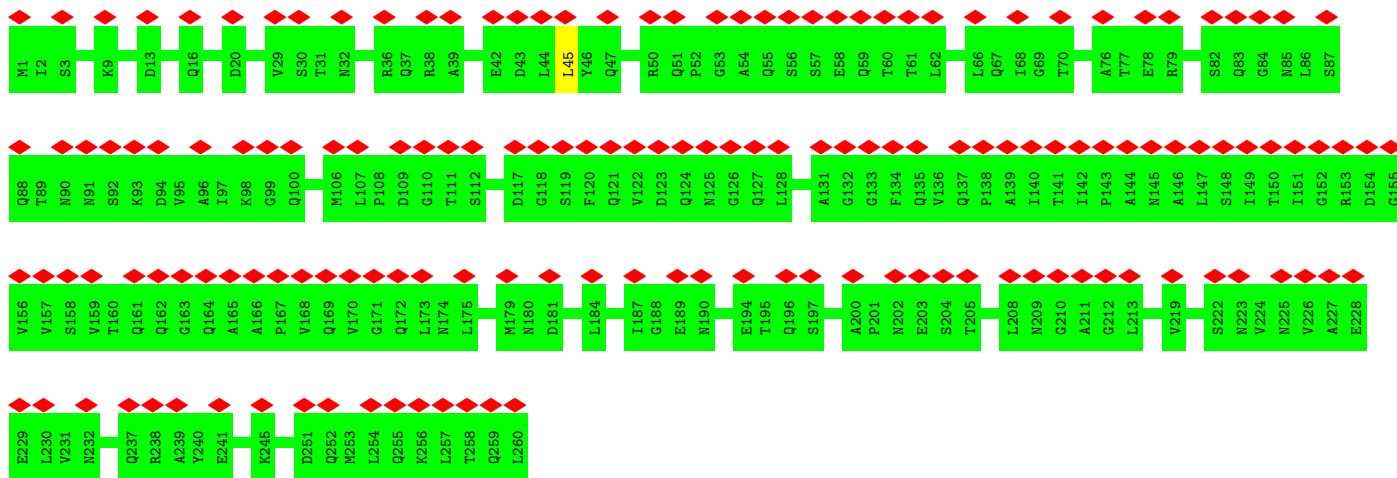 M1 I2 S3 K9 D13 Q16 D20 V29 S30 T31 N32 R36 Q37 R38 A39 E42 D43 L44 L45 Y46 Q47 R50 Q51 P52 G53 A54 Q55 S56 S57 E58 Q59 T60 T61 L62 L66 Q67 I68 G69 T70 A76 T77 E78 R79 S82 Q83 G84 N85 L86 S87
Q88 T89 N90 N91 S92 K93 D94 V95 A96 I97 K98 G99 Q100 M106 L107 P108 D109 G110 T111 S112 D117 G118 S119 F120 Q121 V122 D123 Q124 N125 G126 Q127 L128 A131 G132 G133 F134 Q135 V136 Q137 P138 A139 I140 T141 I142 P143 A144 N145 A146 L147 S148 I149 T150 I151 G152 R153 D154 G155
V156 V157 S158 V159 T160 Q161 Q162 G163 Q164 A165 A166 P167 V168 Q169 V170 G171 Q172 L173 N174 L175 M179 N180 D181 L184 I187 G188 E189 N190 E194 T195 Q196 S197 A200 P201 N202 E203 S204 T205 L208 N209 G210 A211 G212 L213 V219 S222 N223 V224 N225 V226 A227 E228
E229 L230 V231 N232 Q237 R238 A239 Y240 E241 K245 D251 Q252 M253 L254 Q255 K256 L257 T258 Q259 L260